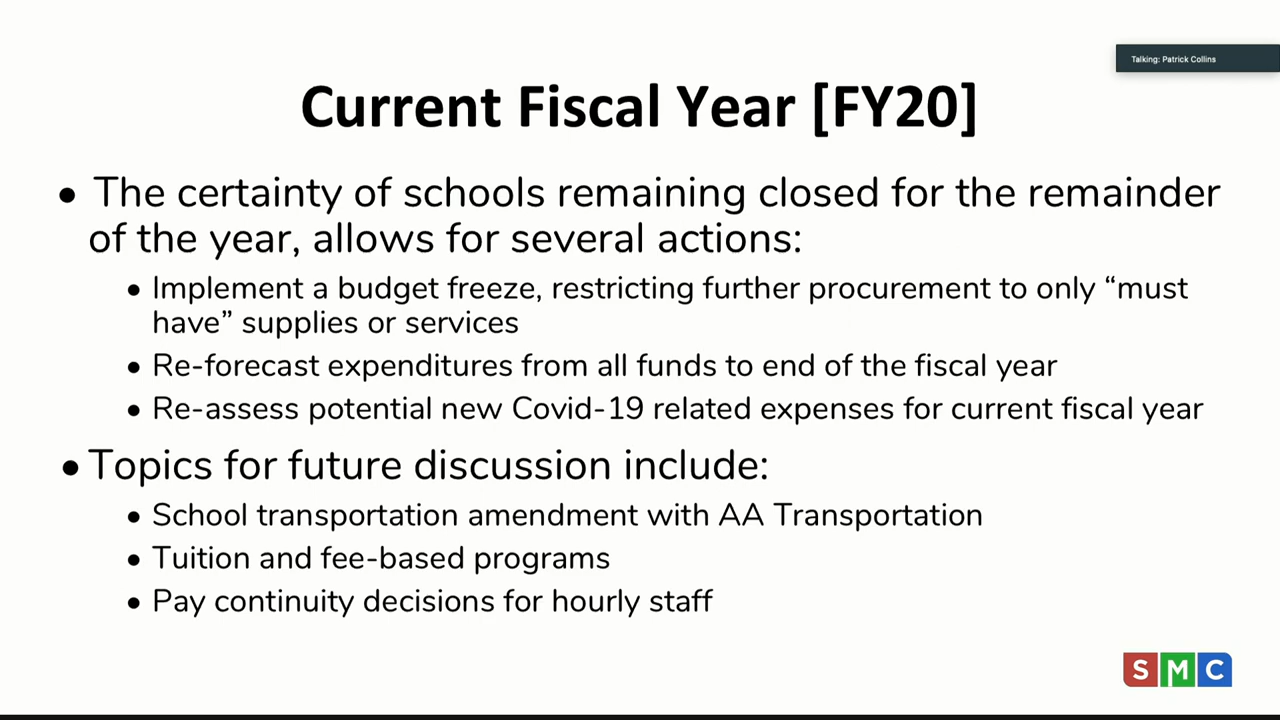 Talking: Patrick Collins
Current Fiscal Year [FY20]
• The certainty of schools remaining closed for the remainder
of the year, allows for several actions:
• Implement a budget freeze, restricting further procurement to only “must
have” supplies or services
• Re-forecast expenditures from all funds to end of the fiscal year
• Re-assess potential new Covid-19 related expenses for current fiscal year
• Topics for future discussion include:
• School transportation amendment with AA Transportation
• Tuition and fee-based programs
• Pay continuity decisions for hourly staff
SMC